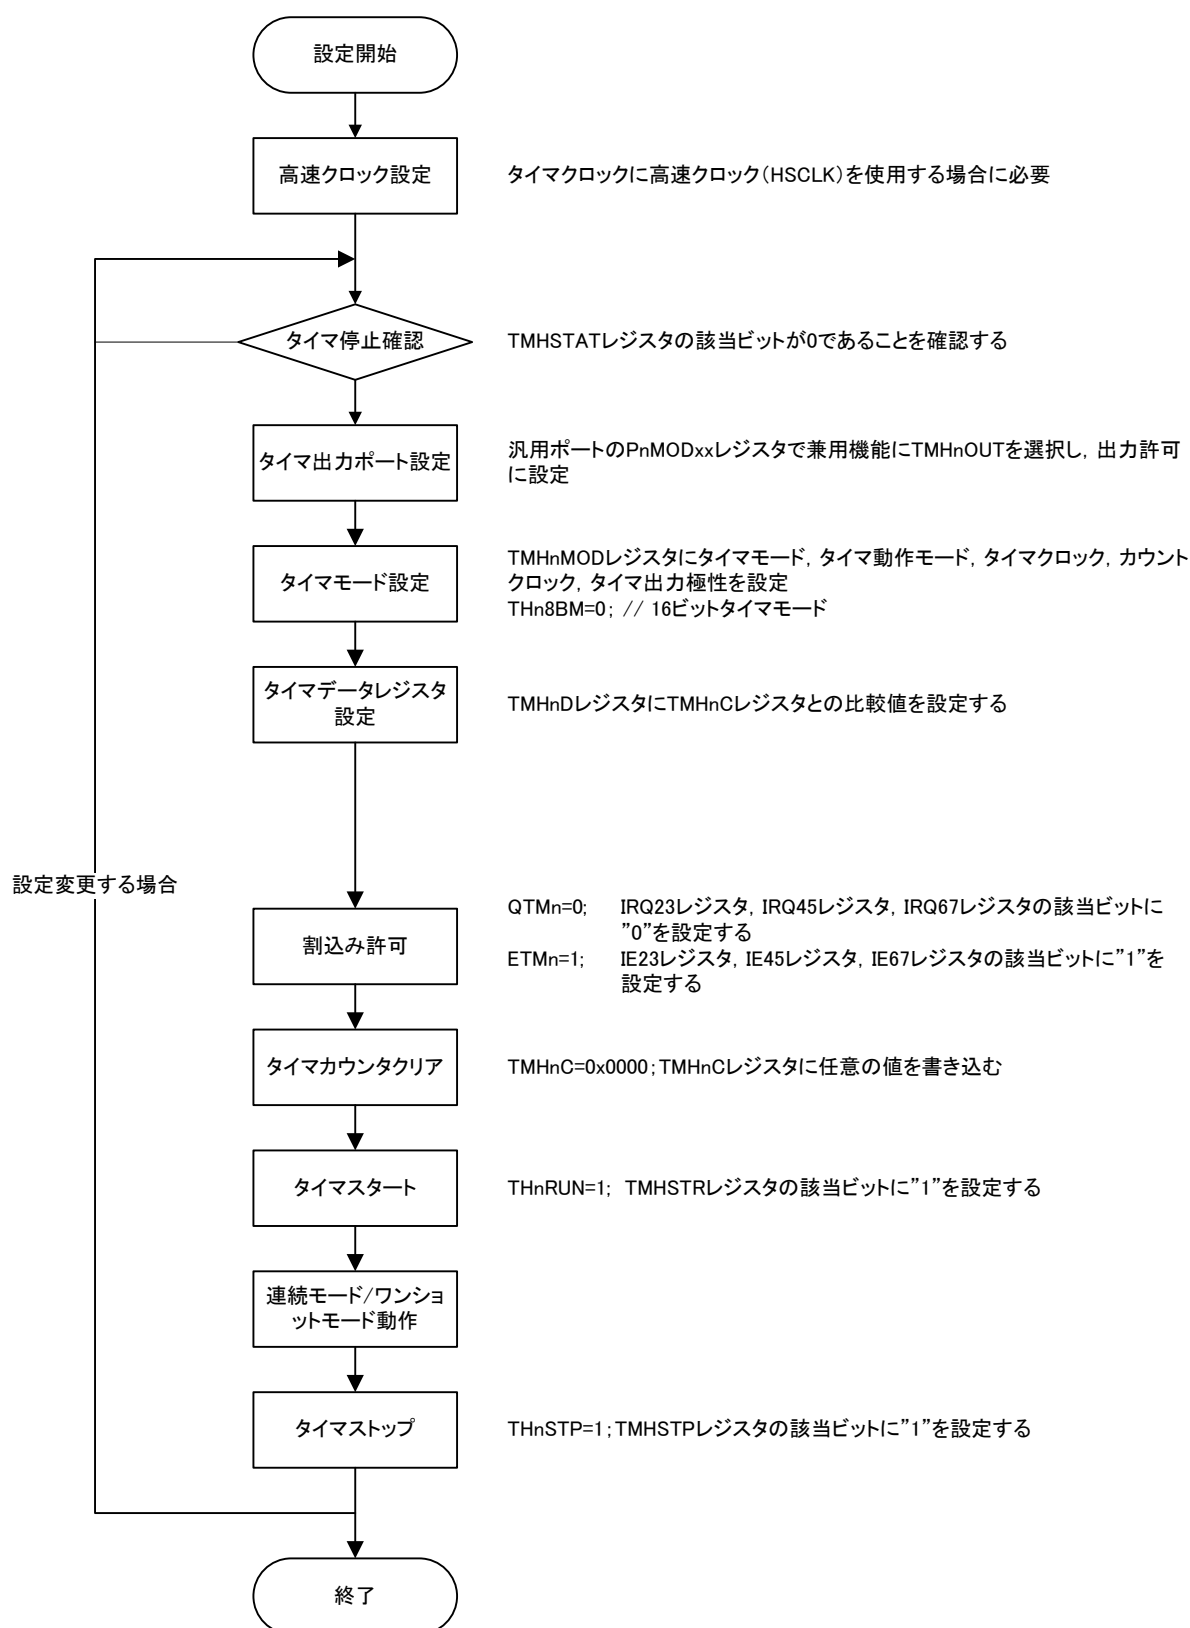 設定開始
高速クロック設定
タイマクロックに高速クロック(HSCLK)を使用する場合に必要
タイマ停止確認
TMHSTATレジスタの該当ビットが0であることを確認する
タイマ出力ポート設定
汎用ポートのPnMODxxレジスタで兼用機能にTMHnOUTを選択し, 出力許可
に設定
タイマモード設定
TMHnMODレジスタにタイマモード, タイマ動作モード, タイマクロック, カウント
クロック, タイマ出力極性を設定
THn8BM=0; // 16ビットタイマモード
タイマデータレジスタ
設定
TMHnDレジスタにTMHnCレジスタとの比較値を設定する
設定変更する場合
割込み許可
QTMn=0; IRQ23レジスタ, IRQ45レジスタ, IRQ67レジスタの該当ビットに
”0”を設定する
ETMn=1; IE23レジスタ, IE45レジスタ, IE67レジスタの該当ビットに”1”を
設定する
タイマカウンタクリア
TMHnC=0x0000;TMHnCレジスタに任意の値を書き込む
タイマスタート
THnRUN=1; TMHSTRレジスタの該当ビットに”1”を設定する
連続モード/ワンショ
ットモード動作
タイマストップ
THnSTP=1;TMHSTPレジスタの該当ビットに”1”を設定する
終了